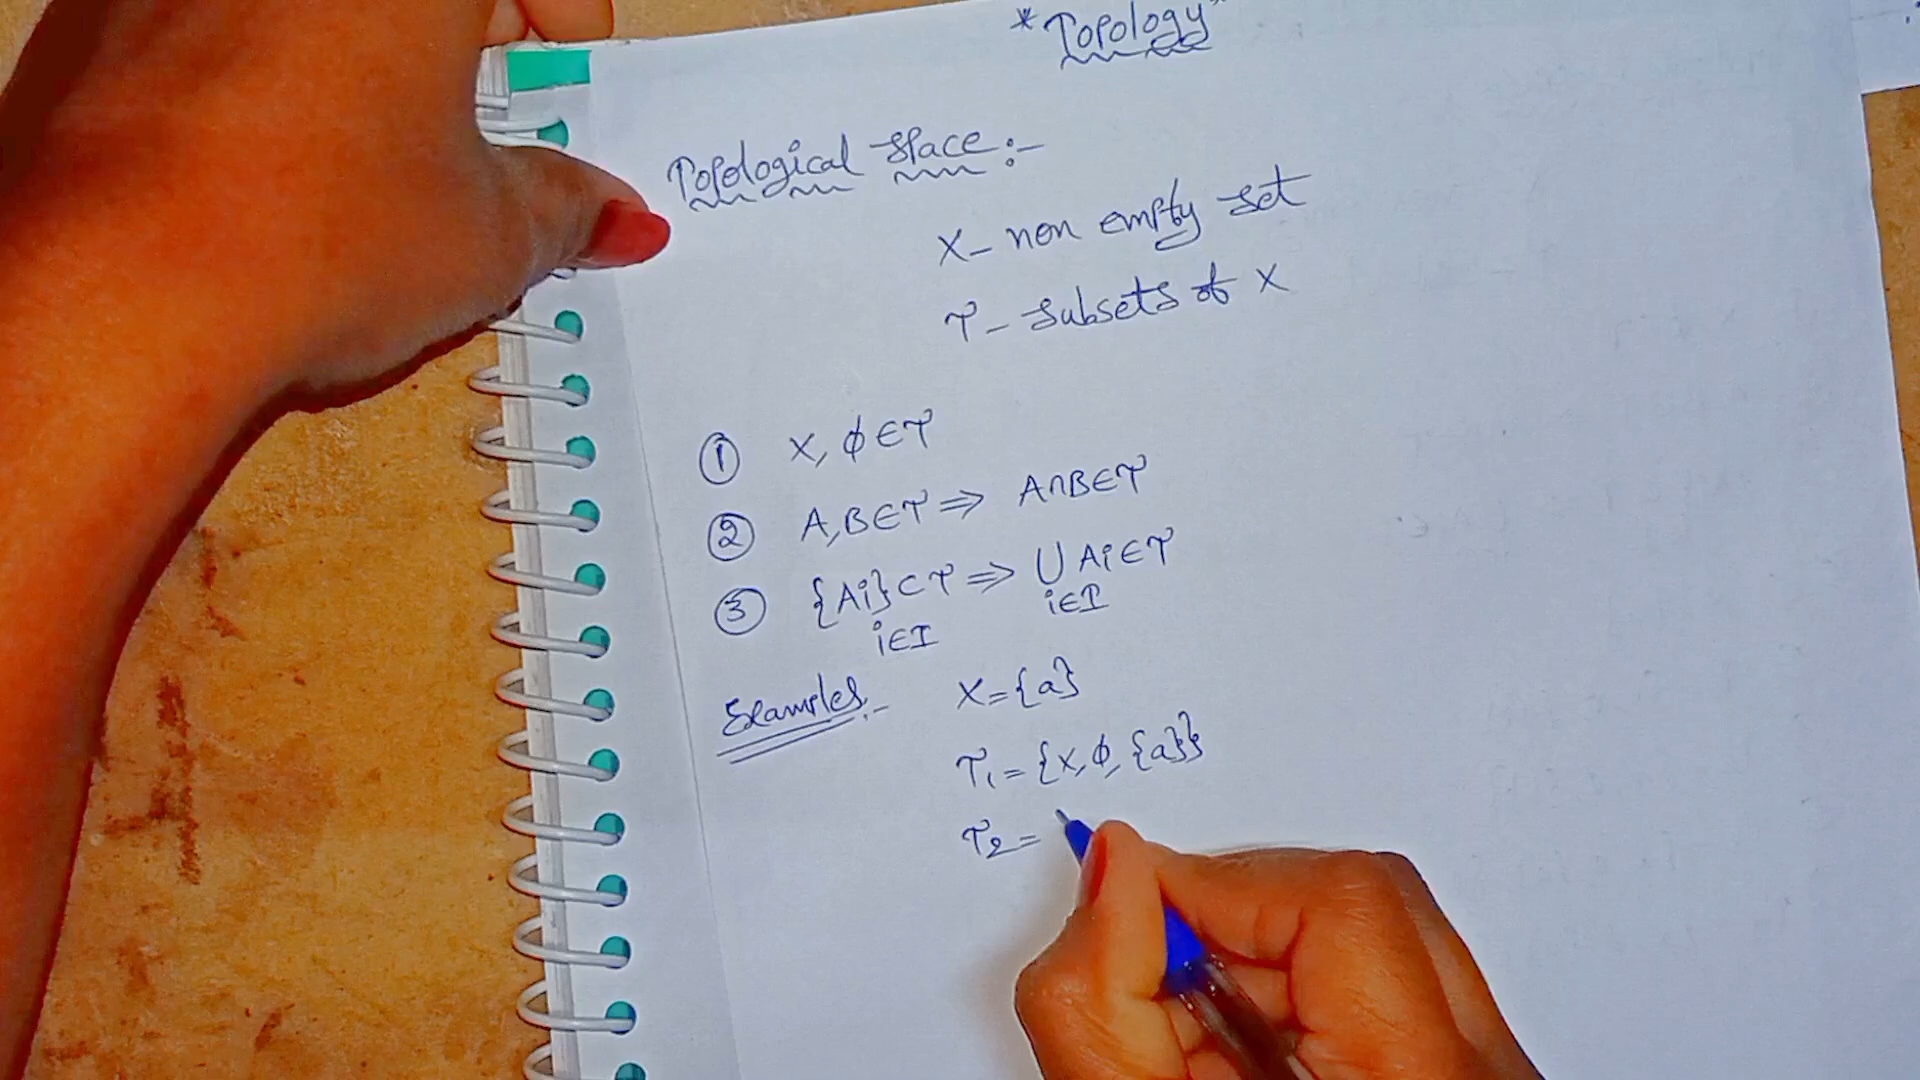 *Topology*
Topological space:-
X- non empty set
τ- subsets of X
① X, ϕ∈τ
② A,B∈τ ⇒ A∩B∈τ
③ {Ai}⊂τ ⇒ ∪ Ai∈τ
i∈I i∈I
Examples:- X={a}
τ₁={X,ϕ,{a}}
τ₂=